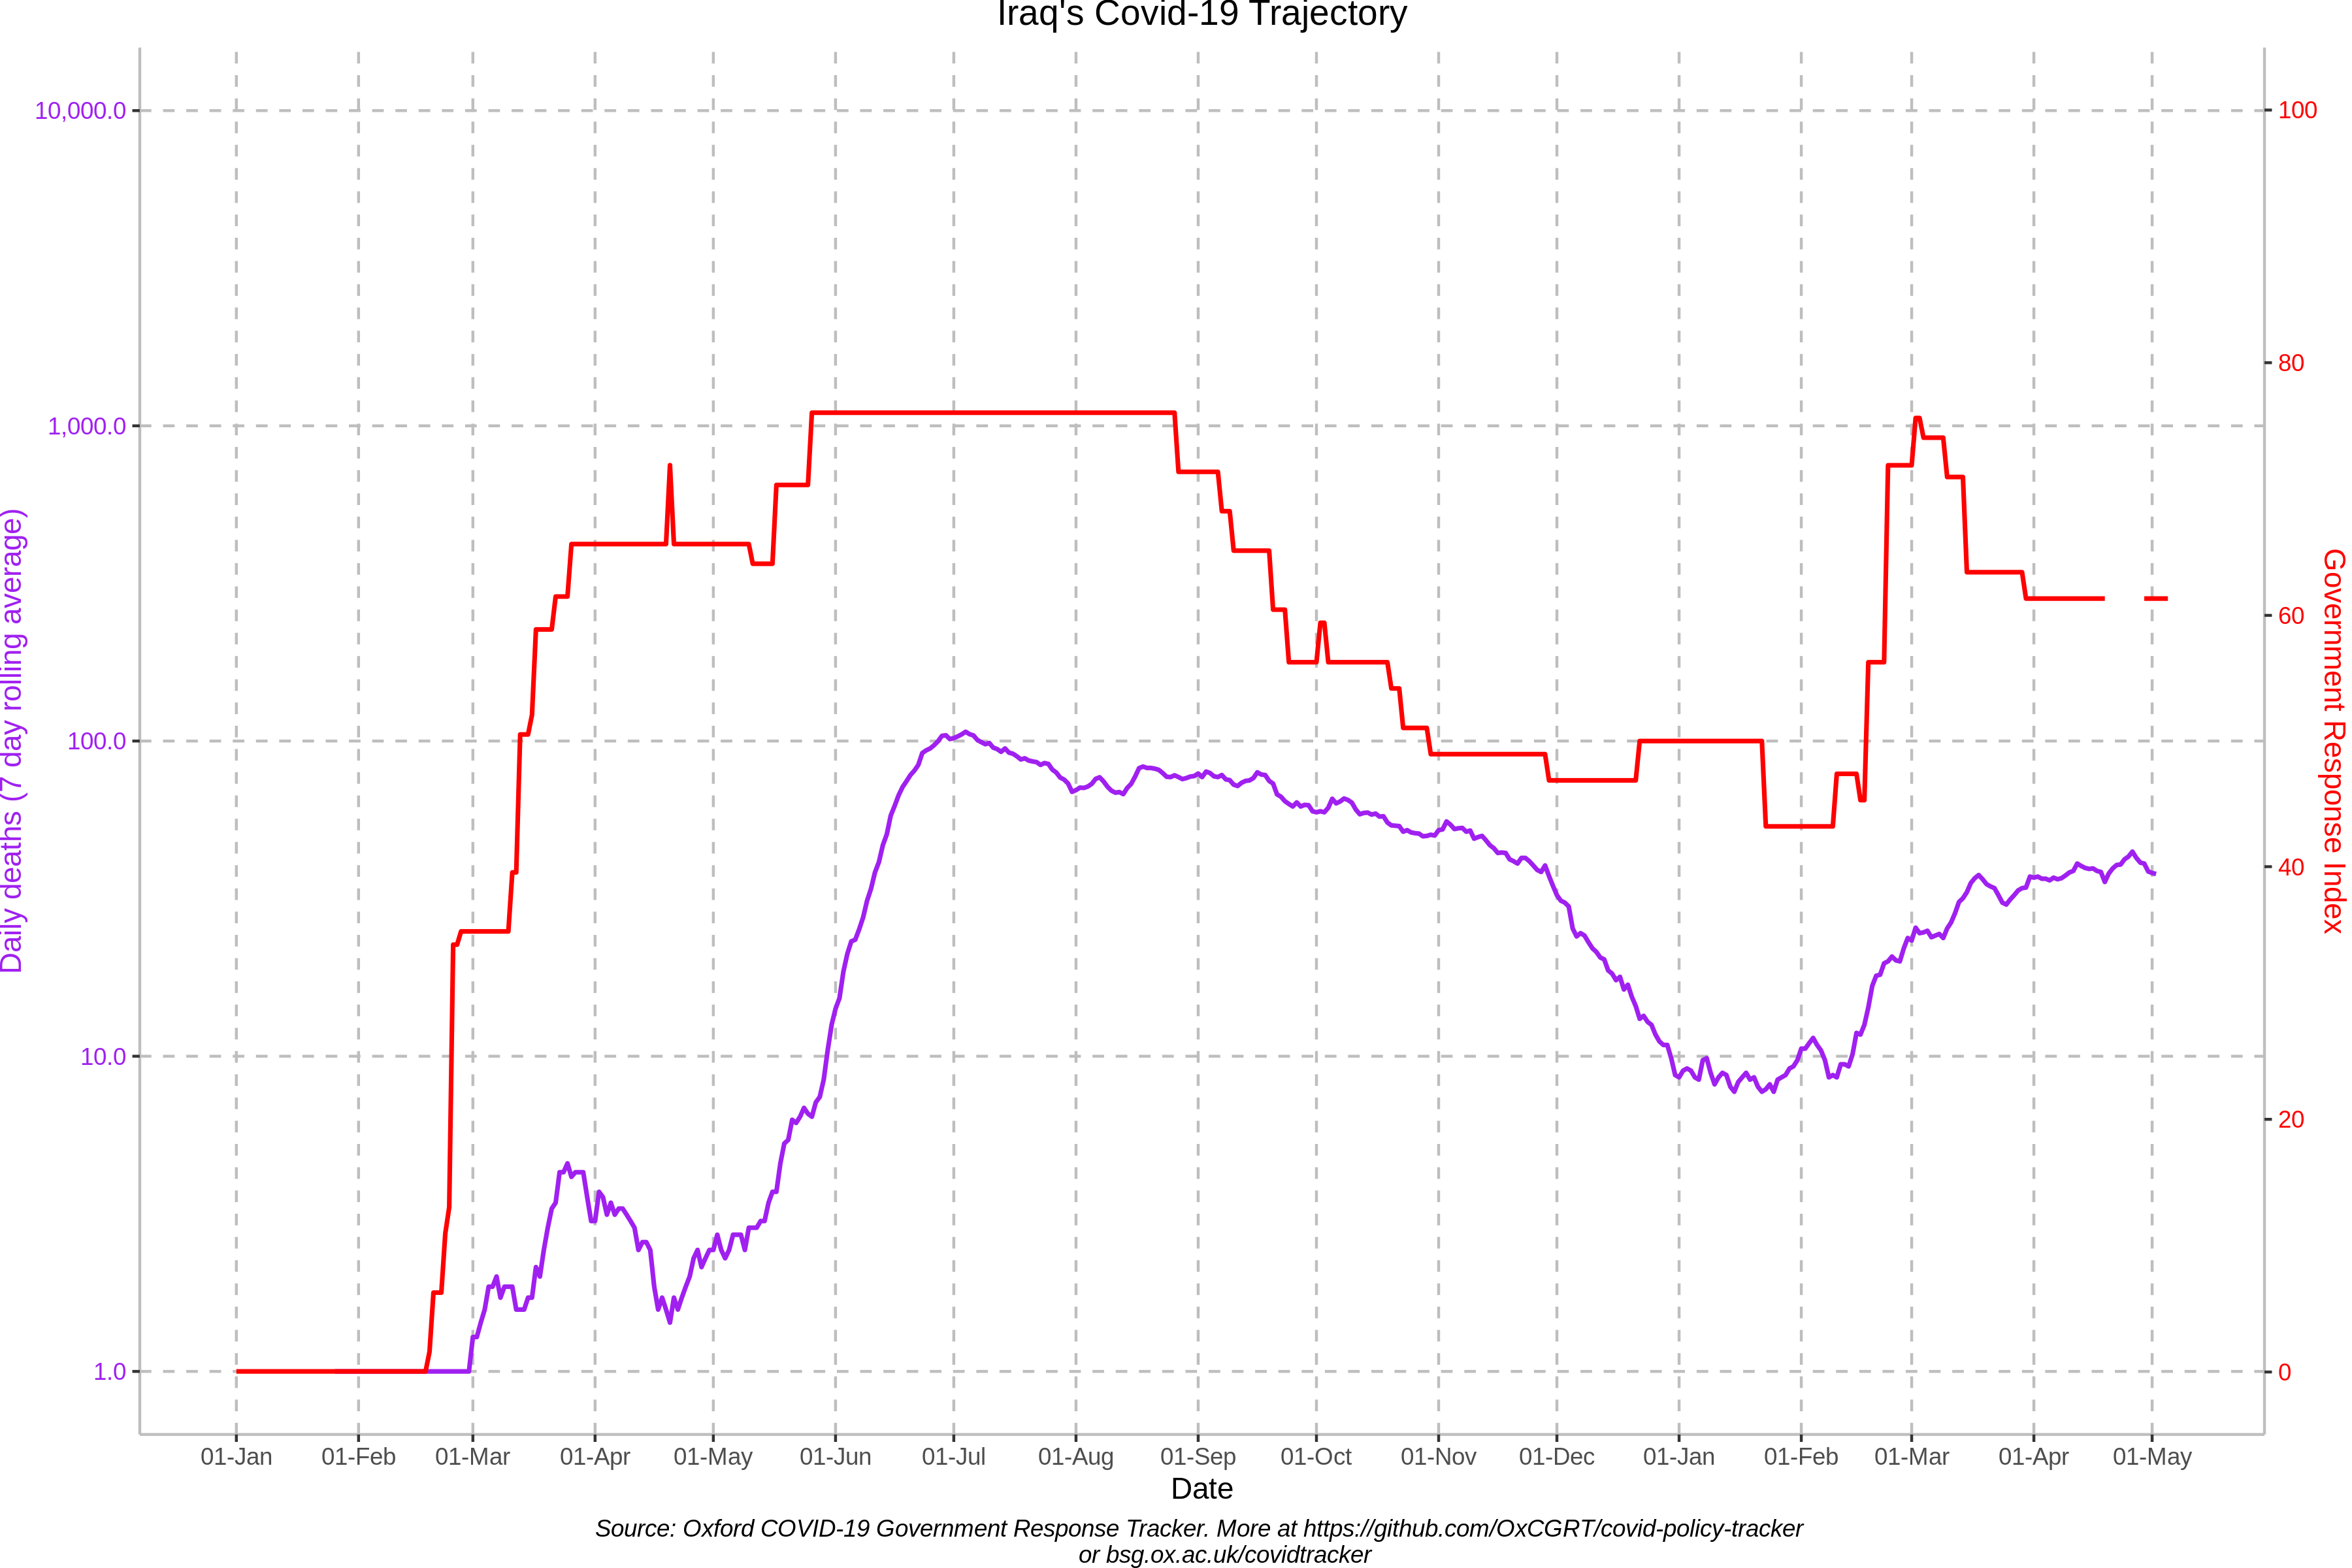 Iraq's Covid-19 Trajectory
10,000.0
1,000.0
100.0
10.0
1.0
Daily deaths (7 day rolling average)
100
80
60
40
20
0
Government Response Index
01-Jan 01-Feb 01-Mar 01-Apr 01-May 01-Jun 01-Jul 01-Aug 01-Sep 01-Oct 01-Nov 01-Dec 01-Jan 01-Feb 01-Mar 01-Apr 01-May
Date
Source: Oxford COVID-19 Government Response Tracker. More at https://github.com/OxCGRT/covid-policy-tracker
or bsg.ox.ac.uk/covidtracker